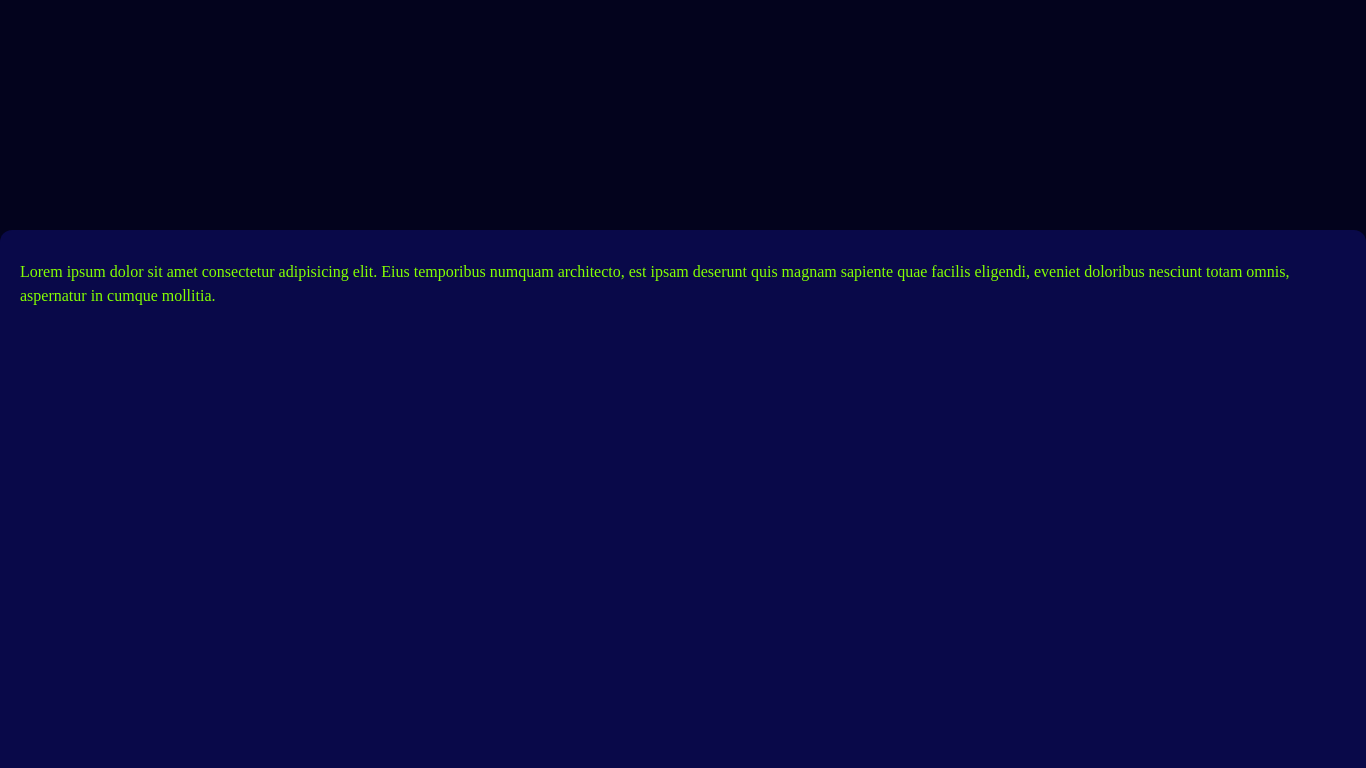 Lorem ipsum dolor sit amet consectetur adipisicing elit. Eius temporibus numquam architecto, est ipsam deserunt quis magnam sapiente quae facilis eligendi, eveniet doloribus nesciunt totam omnis,
aspernatur in cumque mollitia.